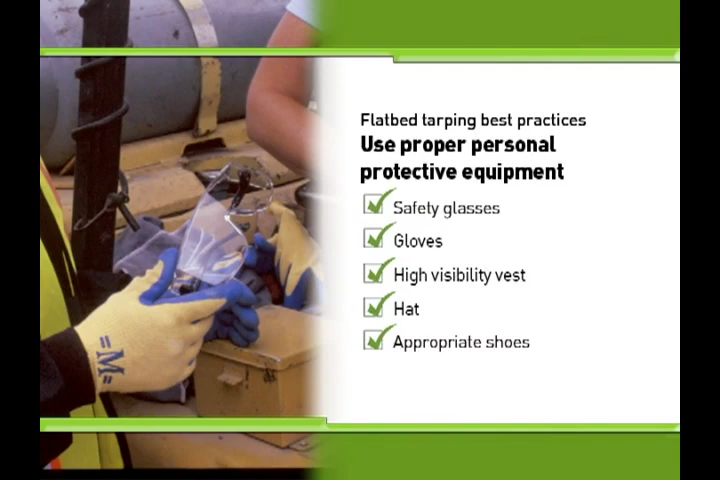 Flatbed tarping best practices
Use proper personal
protective equipment
Safety glasses
Gloves
High visibility vest
Hat
Appropriate shoes
=M=